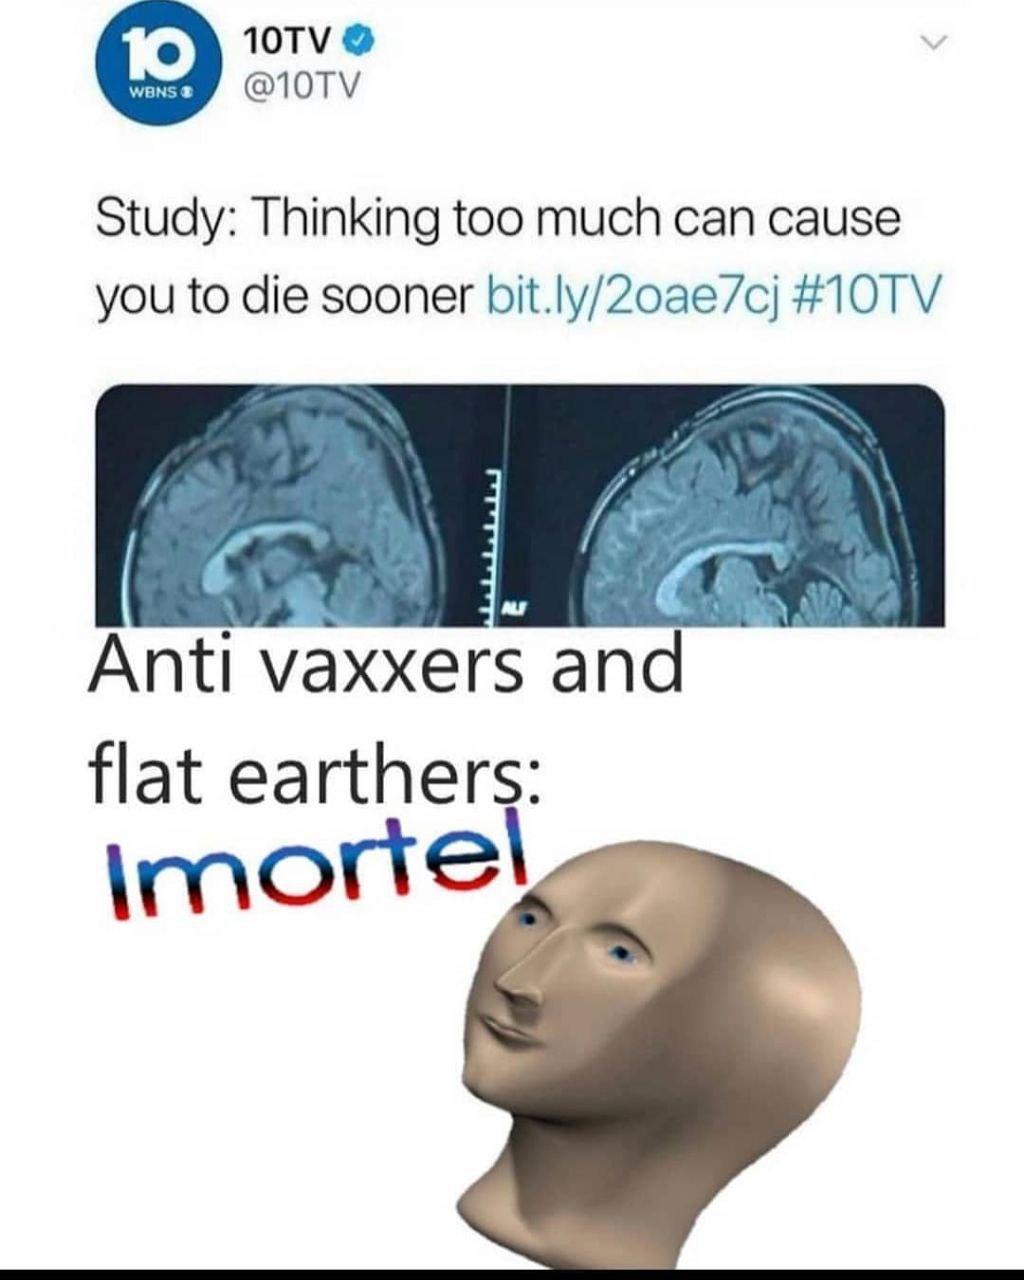 10
WBNS
10TV
@10TV
Study: Thinking too much can cause
you to die sooner bit.ly/2oae7cj #10TV
ALF
Anti vaxxers and
flat earthers:
Imortel